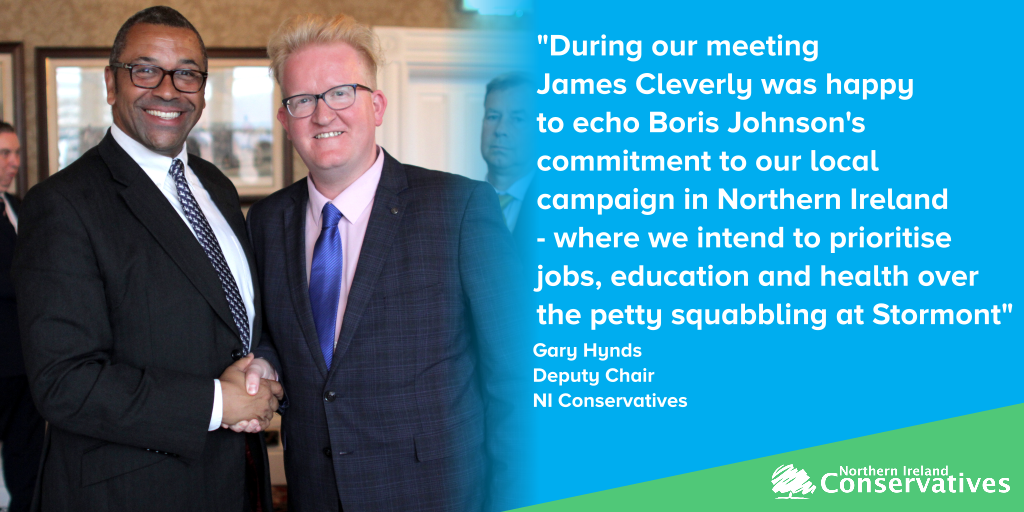 "During our meeting
James Cleverly was happy
to echo Boris Johnson's
commitment to our local
campaign in Northern Ireland
- where we intend to prioritise
jobs, education and health over
the petty squabbling at Stormont"
Gary Hynds
Deputy Chair
NI Conservatives
Northern Ireland
Conservatives